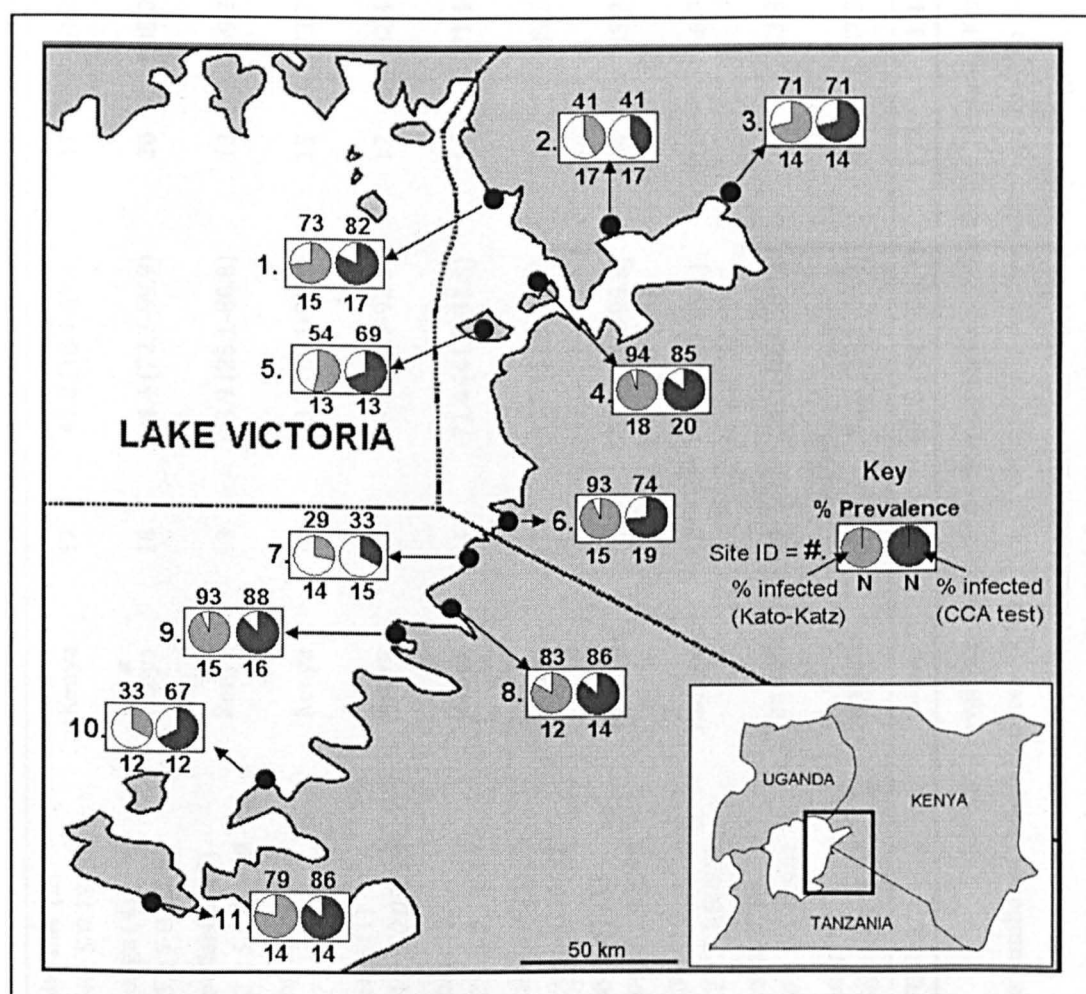 41 41
2.
17 17
71 71
3.
14 14
73 82
1.
15 17
54 69
5.
13 13
94 85
4.
18 20
LAKE VICTORIA
93 74
6.
15 19
Key
% Prevalence
Site ID = #.
N N
% infected
(Kato-Katz)
% infected
(CCA test)
29 33
7.
14 15
93 88
9.
15 16
83 86
8.
12 14
33 67
10.
12 12
79 86
11.
14 14
50 km
UGANDA
KENYA
TANZANIA